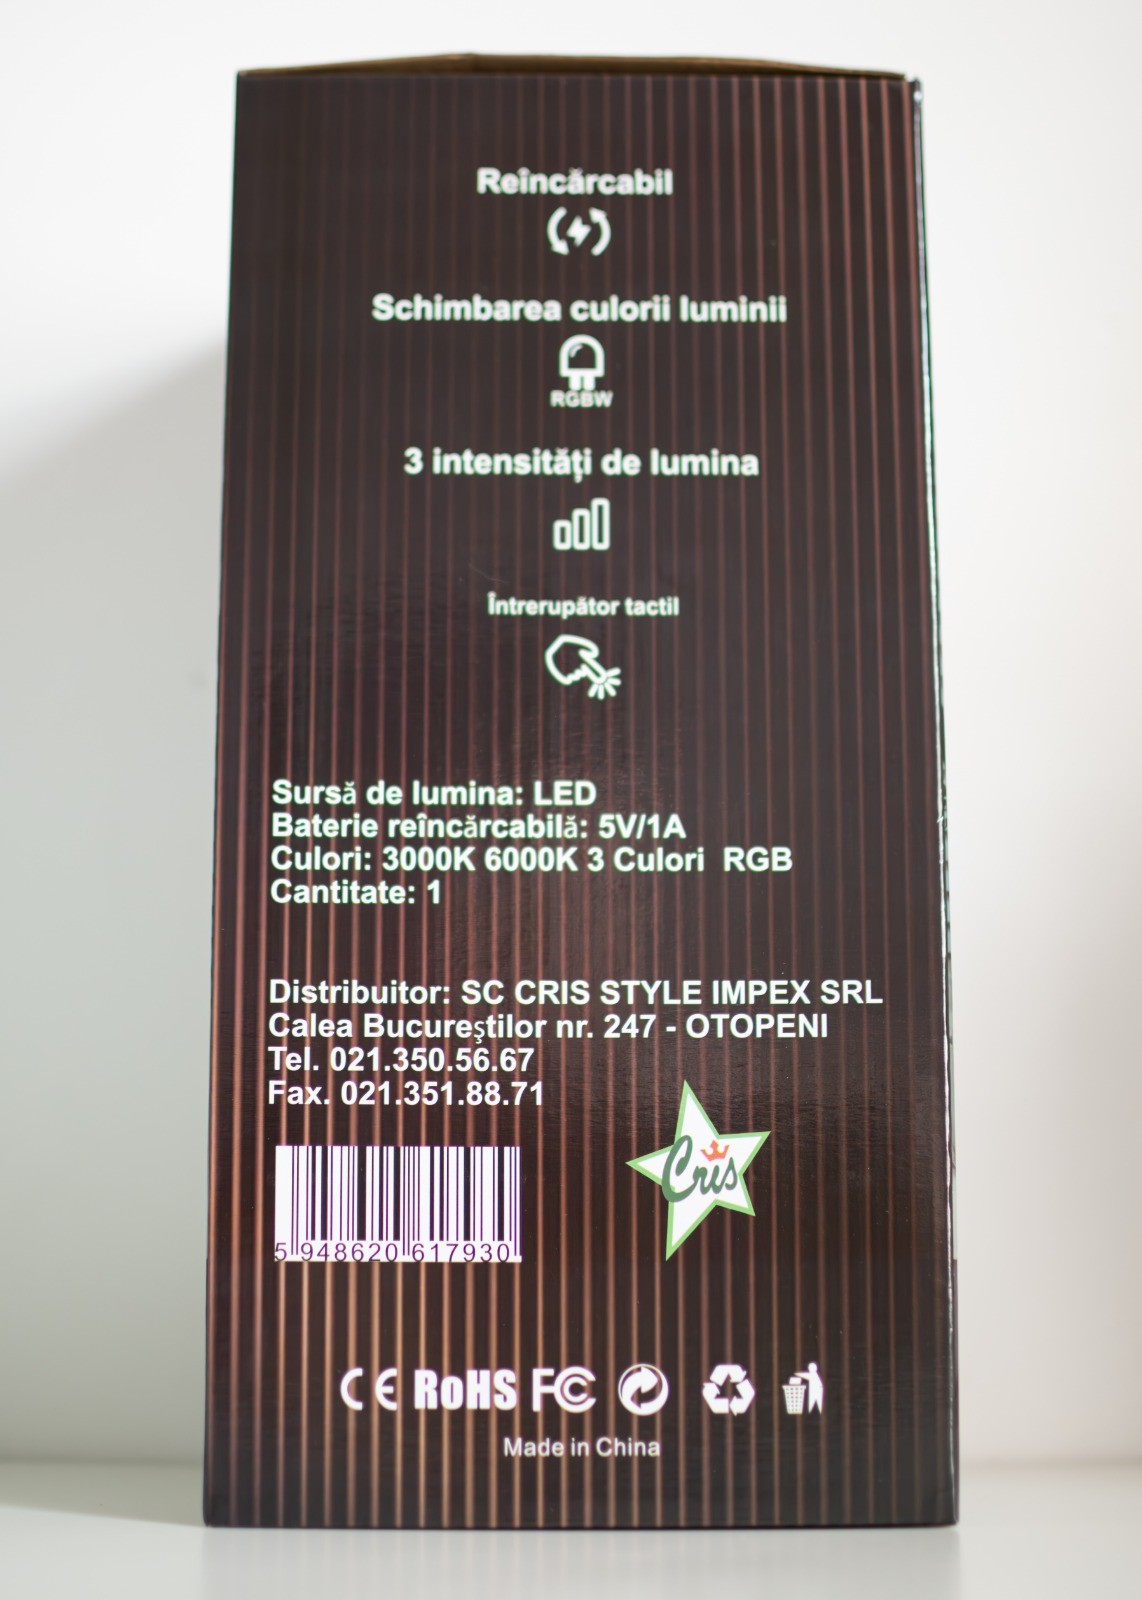 Reîncărcabil
Schimbarea culorii luminii
RGBW
3 intensități de lumina
Întrerupător tactil
Sursă de lumina: LED
Baterie reîncărcabilă: 5V/1A
Culori: 3000K 6000K 3 Culori  RGB
Cantitate: 1
Distribuitor: SC CRIS STYLE IMPEX SRL
Calea Bucureştilor nr. 247 - OTOPENI
Tel. 021.350.56.67
Fax. 021.351.88.71
Cris
5 948620 617930
CE RoHS FC
Made in China